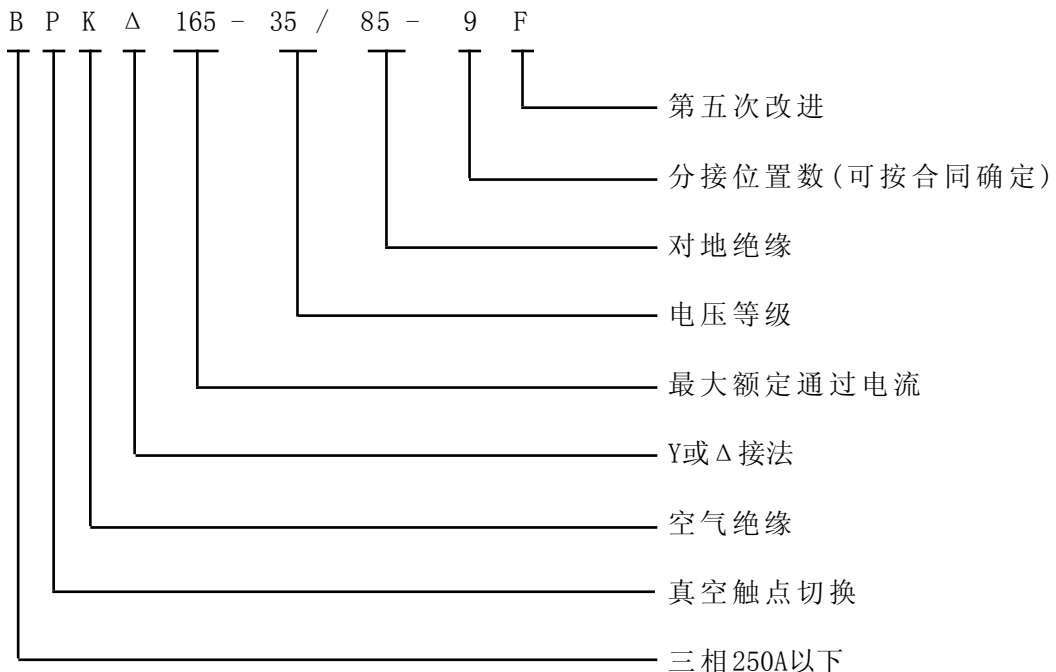 B P K Δ 165 - 35 / 85 - 9 F
第五次改进
分接位置数(可按合同确定)
对地绝缘
电压等级
最大额定通过电流
Y或Δ接法
空气绝缘
真空触点切换
三相250A以下